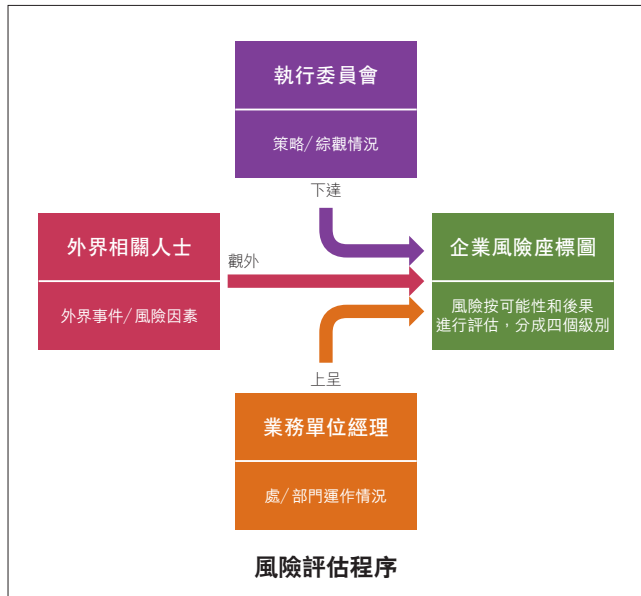 執行委員會
策略/綜觀情況
下達
外界相關人士
外界事件/風險因素
觀外
企業風險座標圖
風險按可能性和後果
進行評估，分成四個級別
上呈
業務單位經理
處/部門運作情況
風險評估程序